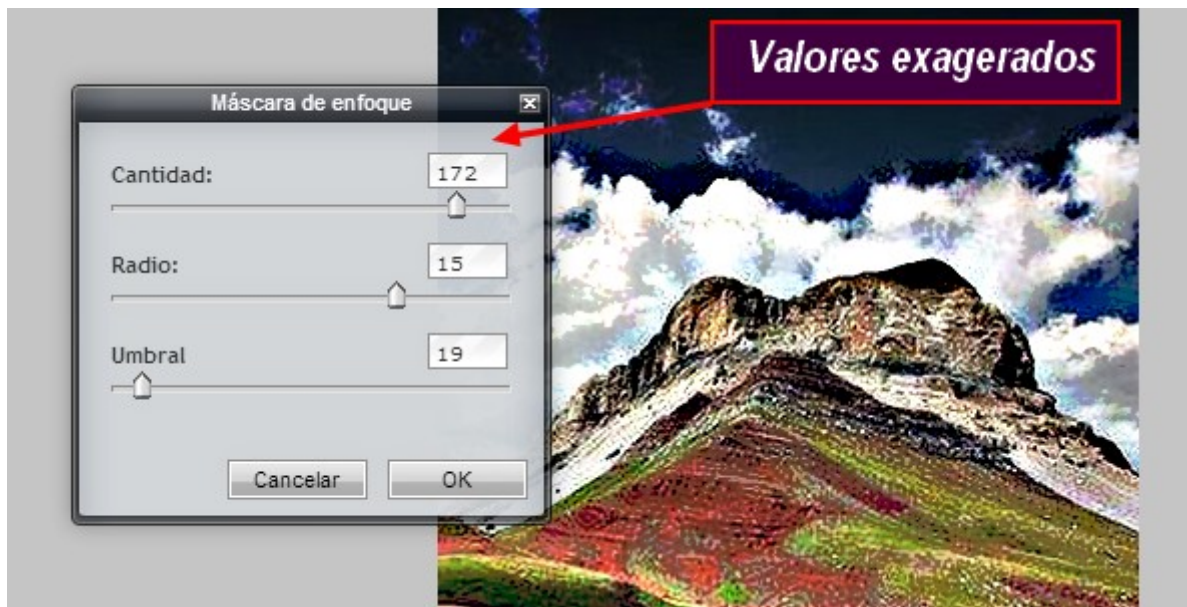 Valores exagerados
Máscara de enfoque
Cantidad: 172
Radio: 15
Umbral 19
Cancelar OK